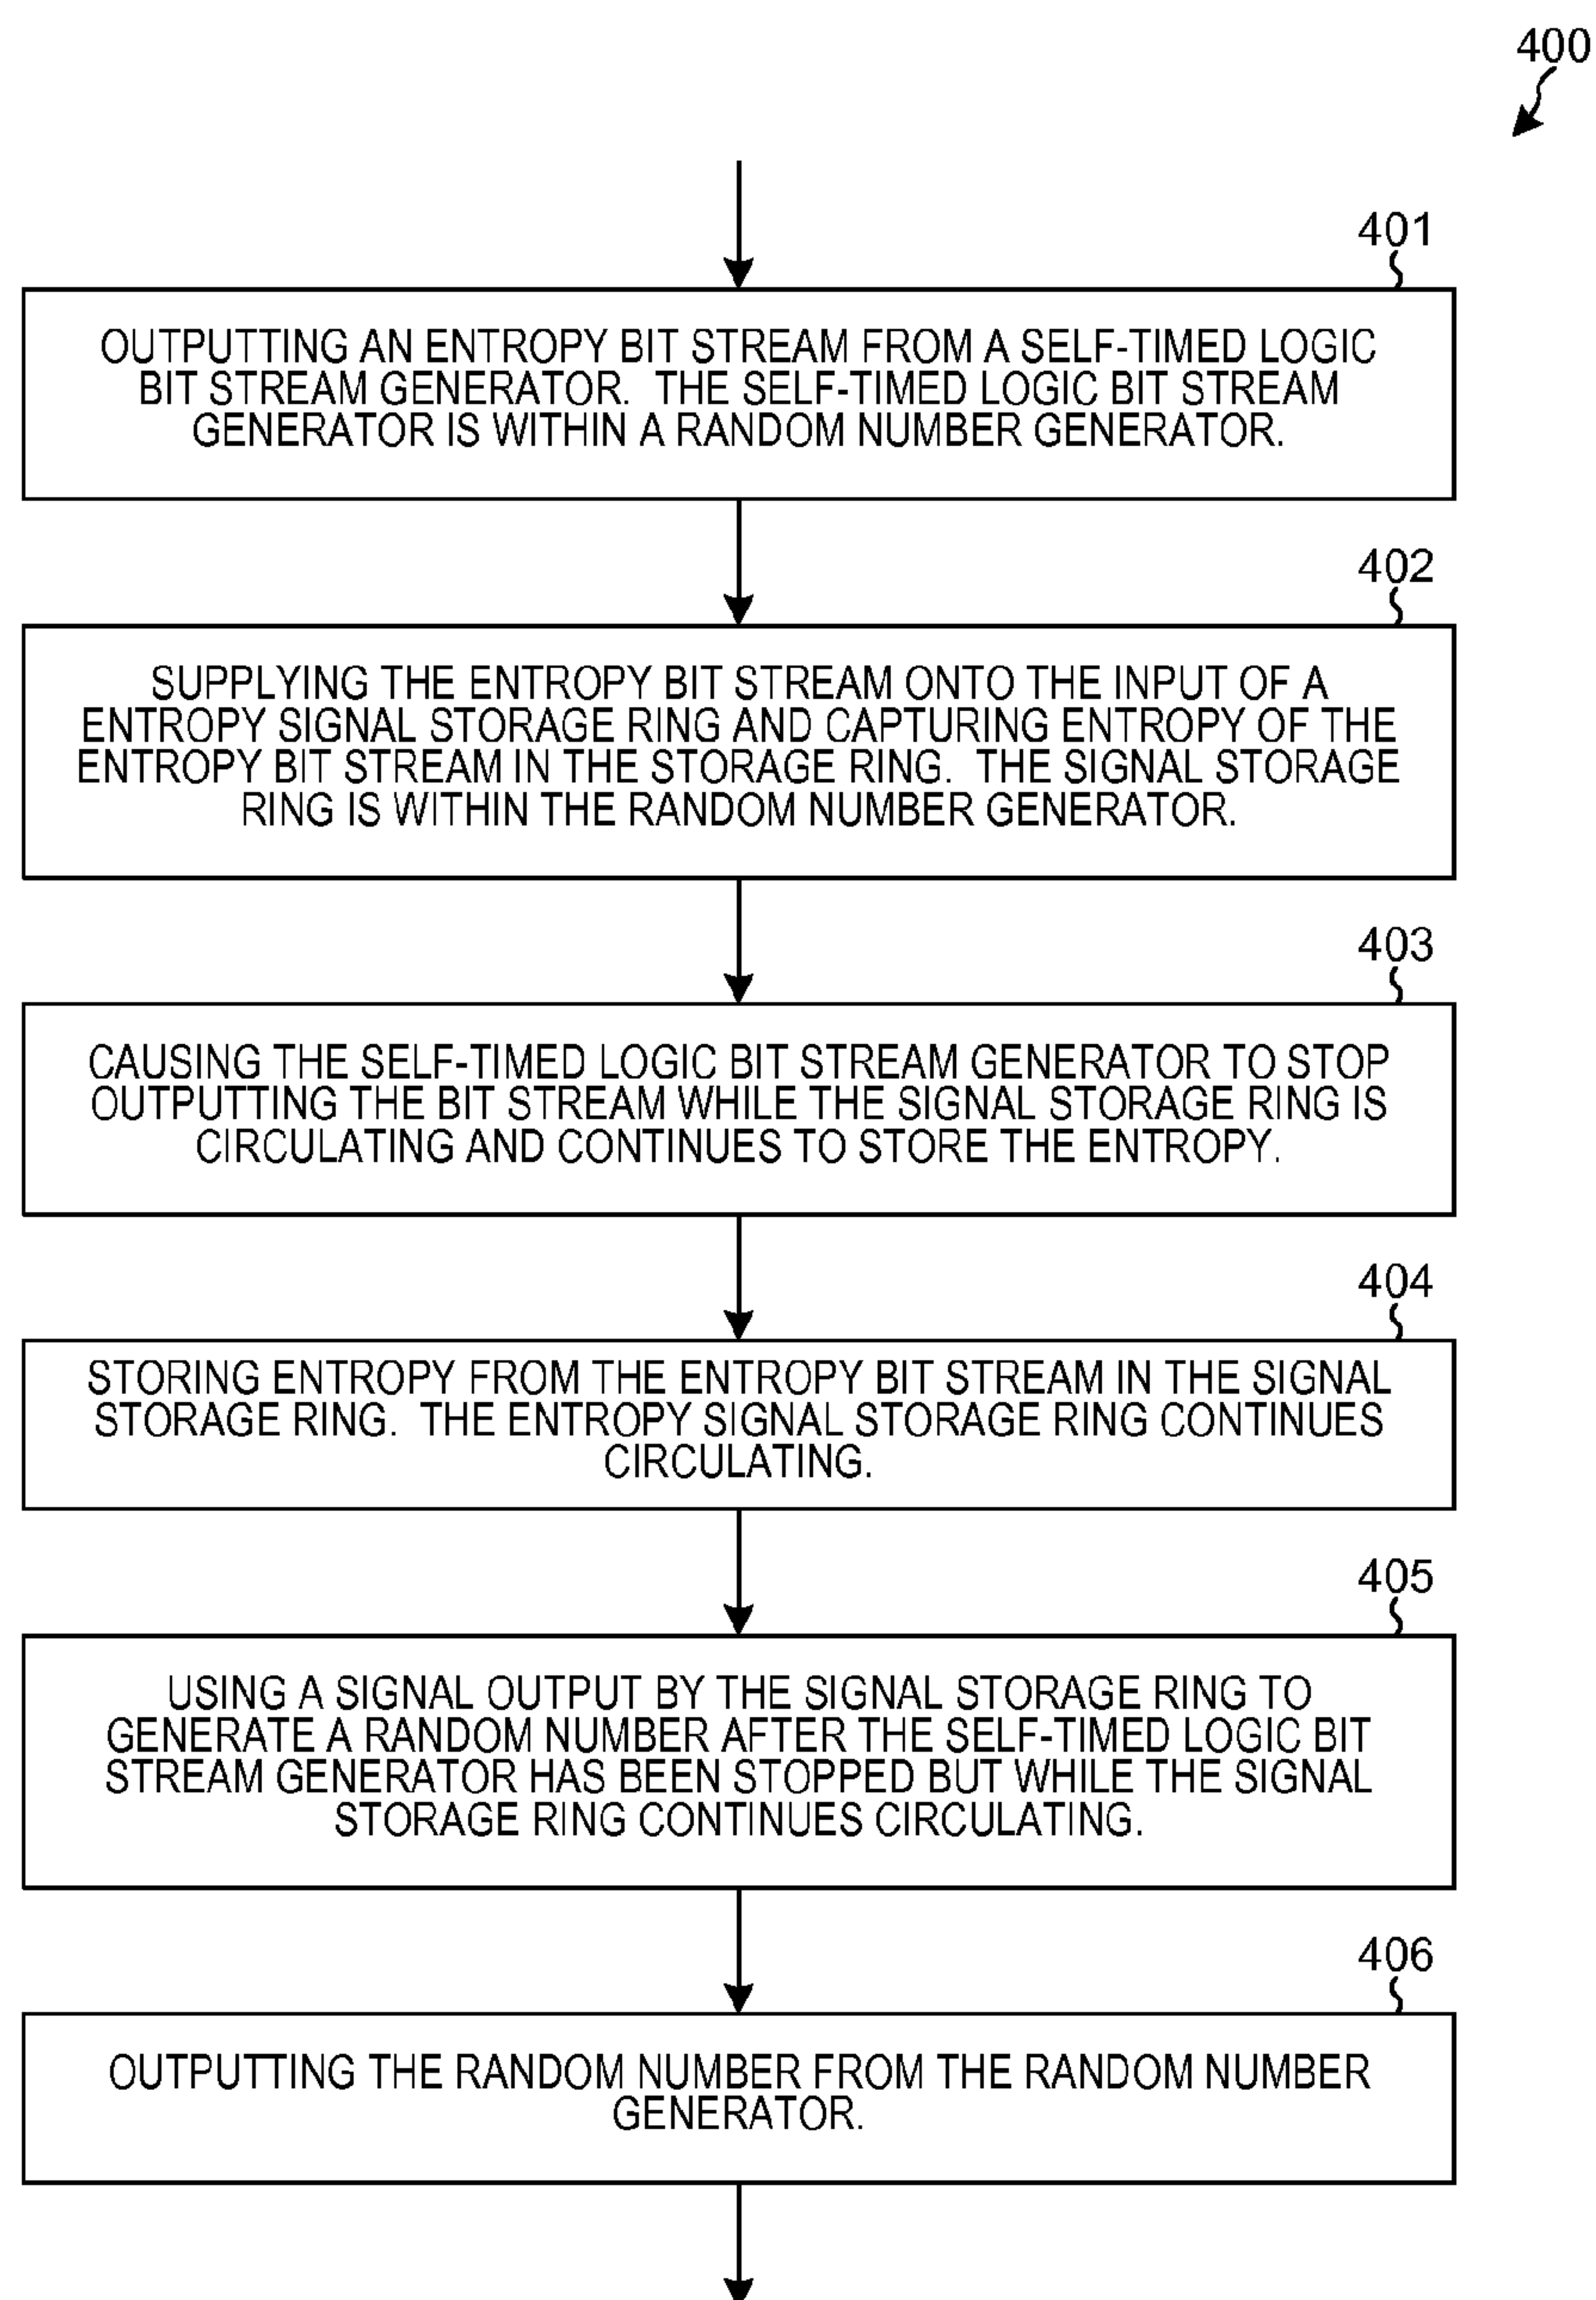 400
401
OUTPUTTING AN ENTROPY BIT STREAM FROM A SELF-TIMED LOGIC
BIT STREAM GENERATOR. THE SELF-TIMED LOGIC BIT STREAM
GENERATOR IS WITHIN A RANDOM NUMBER GENERATOR.
402
SUPPLYING THE ENTROPY BIT STREAM ONTO THE INPUT OF A
ENTROPY SIGNAL STORAGE RING AND CAPTURING ENTROPY OF THE
ENTROPY BIT STREAM IN THE STORAGE RING. THE SIGNAL STORAGE
RING IS WITHIN THE RANDOM NUMBER GENERATOR.
403
CAUSING THE SELF-TIMED LOGIC BIT STREAM GENERATOR TO STOP
OUTPUTTING THE BIT STREAM WHILE THE SIGNAL STORAGE RING IS
CIRCULATING AND CONTINUES TO STORE THE ENTROPY.
404
STORING ENTROPY FROM THE ENTROPY BIT STREAM IN THE SIGNAL
STORAGE RING. THE ENTROPY SIGNAL STORAGE RING CONTINUES
CIRCULATING.
405
USING A SIGNAL OUTPUT BY THE SIGNAL STORAGE RING TO
GENERATE A RANDOM NUMBER AFTER THE SELF-TIMED LOGIC BIT
STREAM GENERATOR HAS BEEN STOPPED BUT WHILE THE SIGNAL
STORAGE RING CONTINUES CIRCULATING.
406
OUTPUTTING THE RANDOM NUMBER FROM THE RANDOM NUMBER
GENERATOR.